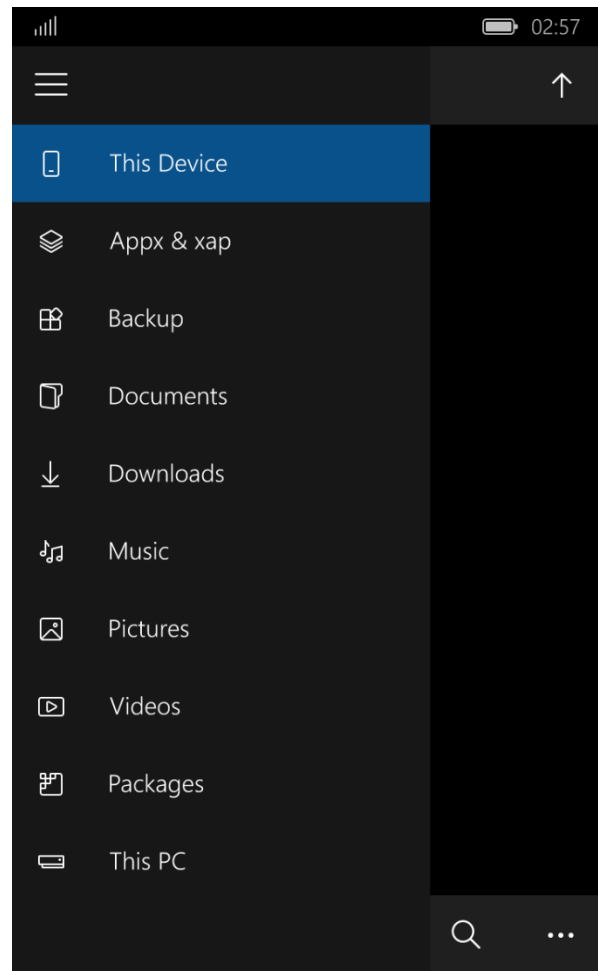 02:57
This Device
Appx & xap
Backup
Documents
Downloads
Music
Pictures
Videos
Packages
This PC